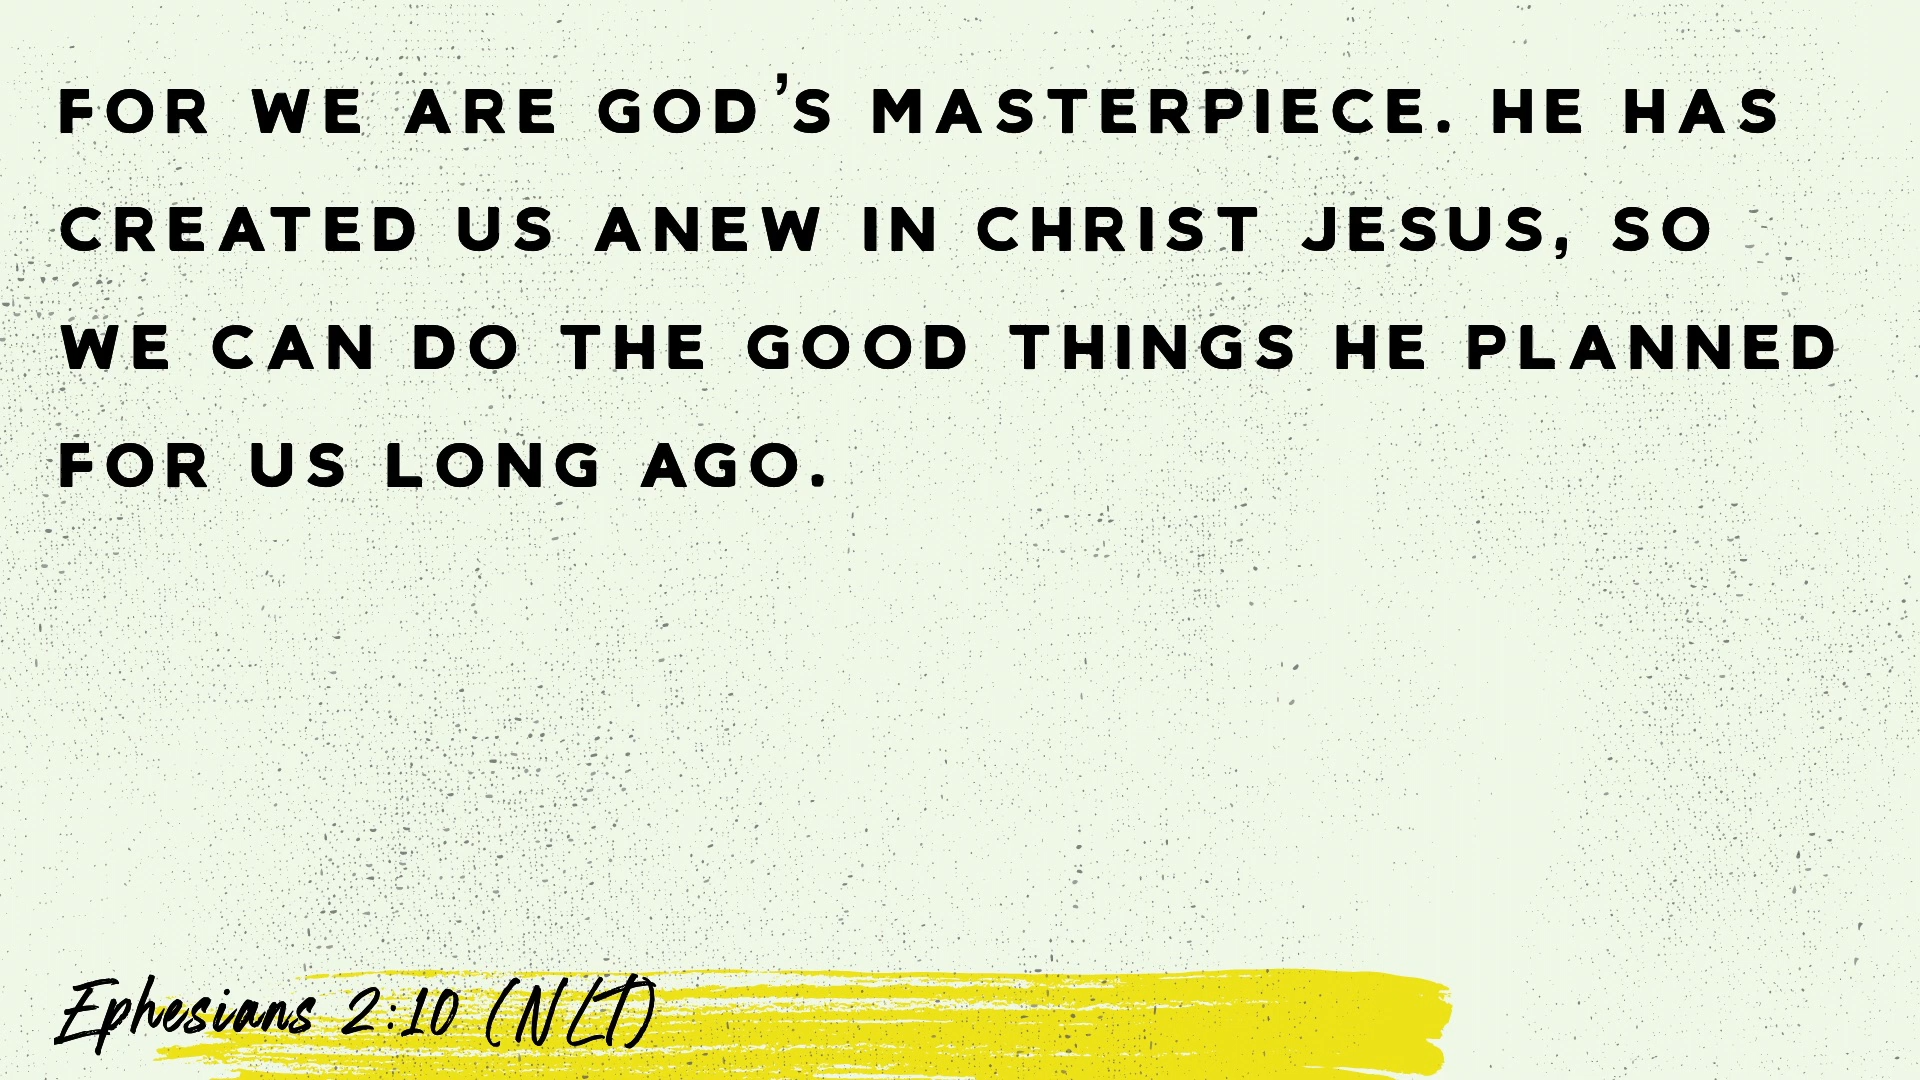 FOR WE ARE GOD’S MASTERPIECE. HE HAS
CREATED US ANEW IN CHRIST JESUS, SO
WE CAN DO THE GOOD THINGS HE PLANNED
FOR US LONG AGO.
Ephesians 2:10 (NLT)